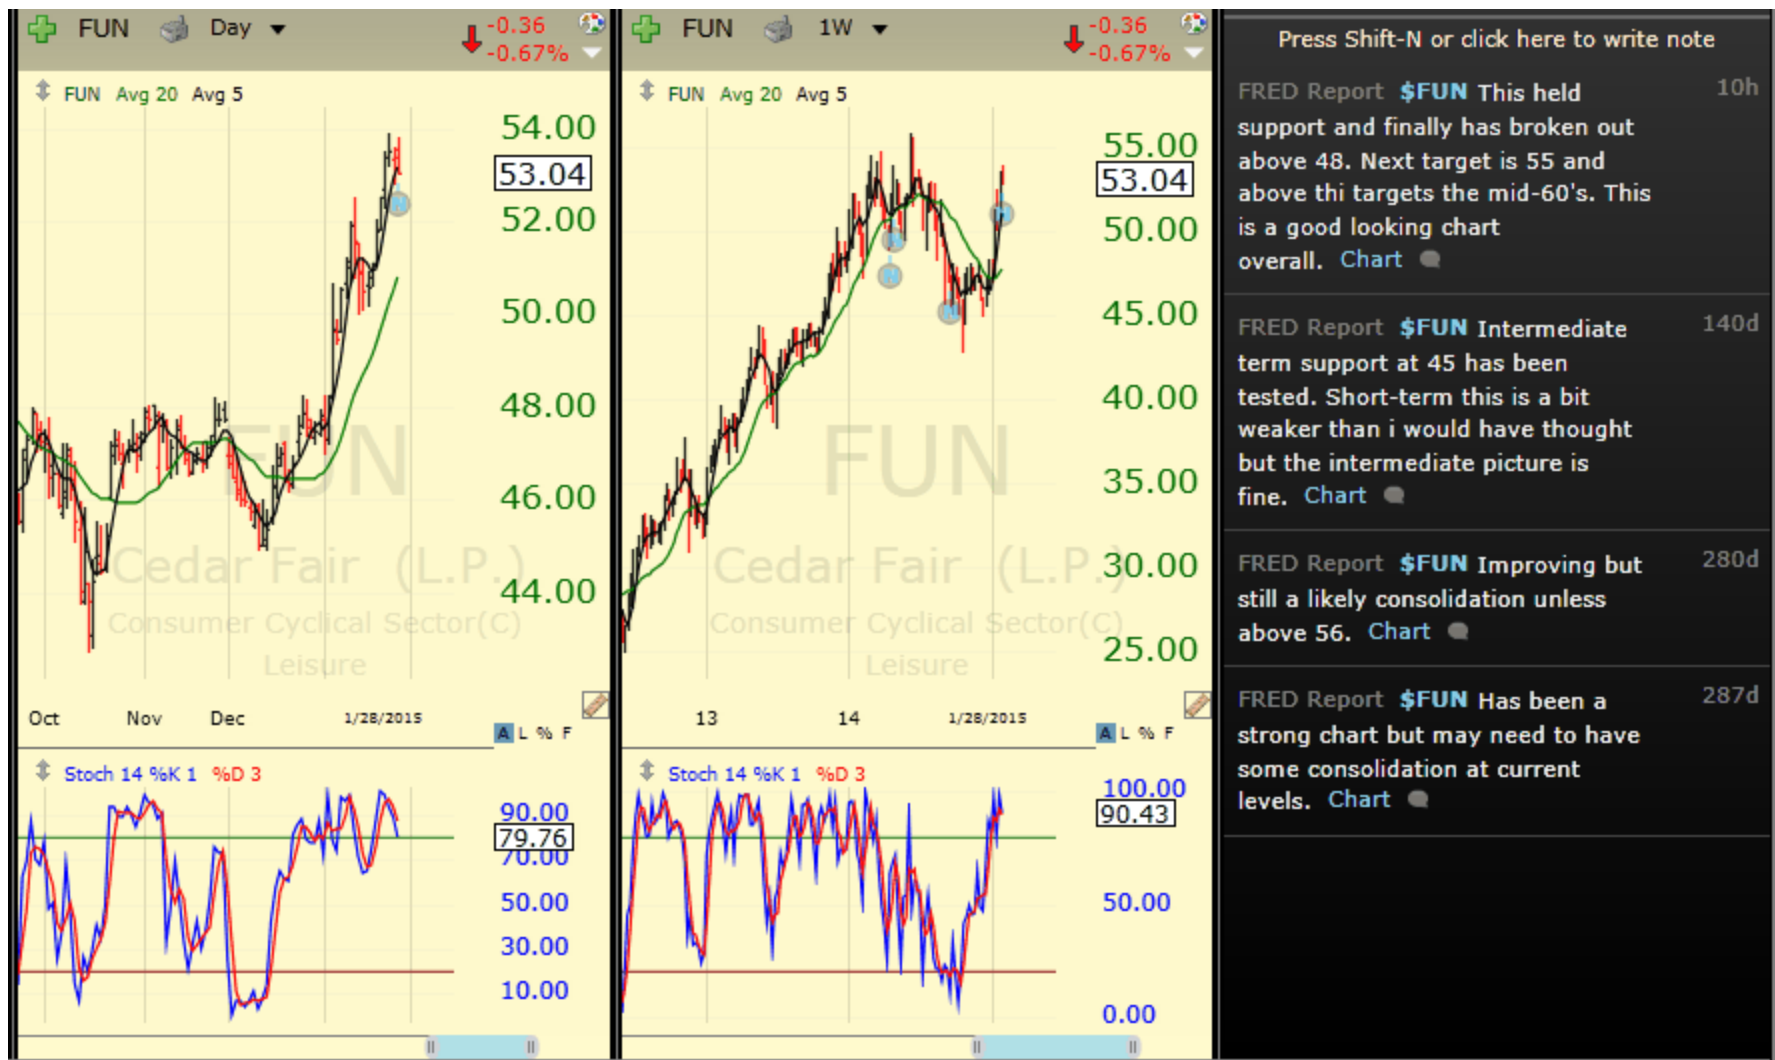 FUN Day
-0.36
-0.67%
FUN Avg 20 Avg 5
54.00
53.04
52.00
50.00
48.00
46.00
44.00
FUN
Cedar Fair (L.P.)
Consumer Cyclical Sector(C)
Leisure
Oct Nov Dec 1/28/2015
A L % F
Stoch 14 %K 1 %D 3
90.00
79.76
70.00
50.00
30.00
10.00
N
FUN 1W
-0.36
-0.67%
FUN Avg 20 Avg 5
55.00
53.04
50.00
45.00
40.00
35.00
30.00
25.00
N
N
N
N
FUN
Cedar Fair (L.P.)
Consumer Cyclical Sector(C)
Leisure
13 14 1/28/2015
A L % F
Stoch 14 %K 1 %D 3
100.00
90.43
50.00
0.00
Press Shift-N or click here to write note
FRED Report $FUN This held 10h
support and finally has broken out
above 48. Next target is 55 and
above thi targets the mid-60's. This
is a good looking chart
overall. Chart
FRED Report $FUN Intermediate 140d
term support at 45 has been
tested. Short-term this is a bit
weaker than i would have thought
but the intermediate picture is
fine. Chart
FRED Report $FUN Improving but 280d
still a likely consolidation unless
above 56. Chart
FRED Report $FUN Has been a 287d
strong chart but may need to have
some consolidation at current
levels. Chart